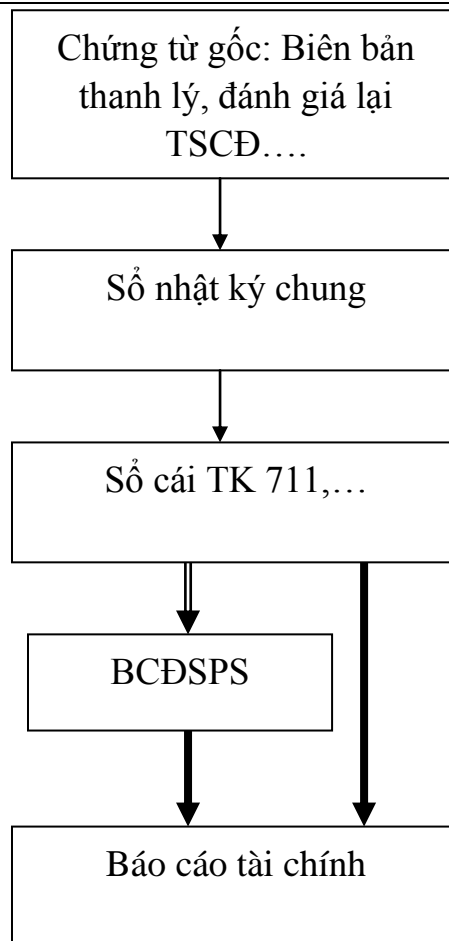 Chứng từ gốc: Biên bản
thanh lý, đánh giá lại
TSCĐ….
Sổ nhật ký chung
Sổ cái TK 711,…
BCĐSPS
Báo cáo tài chính